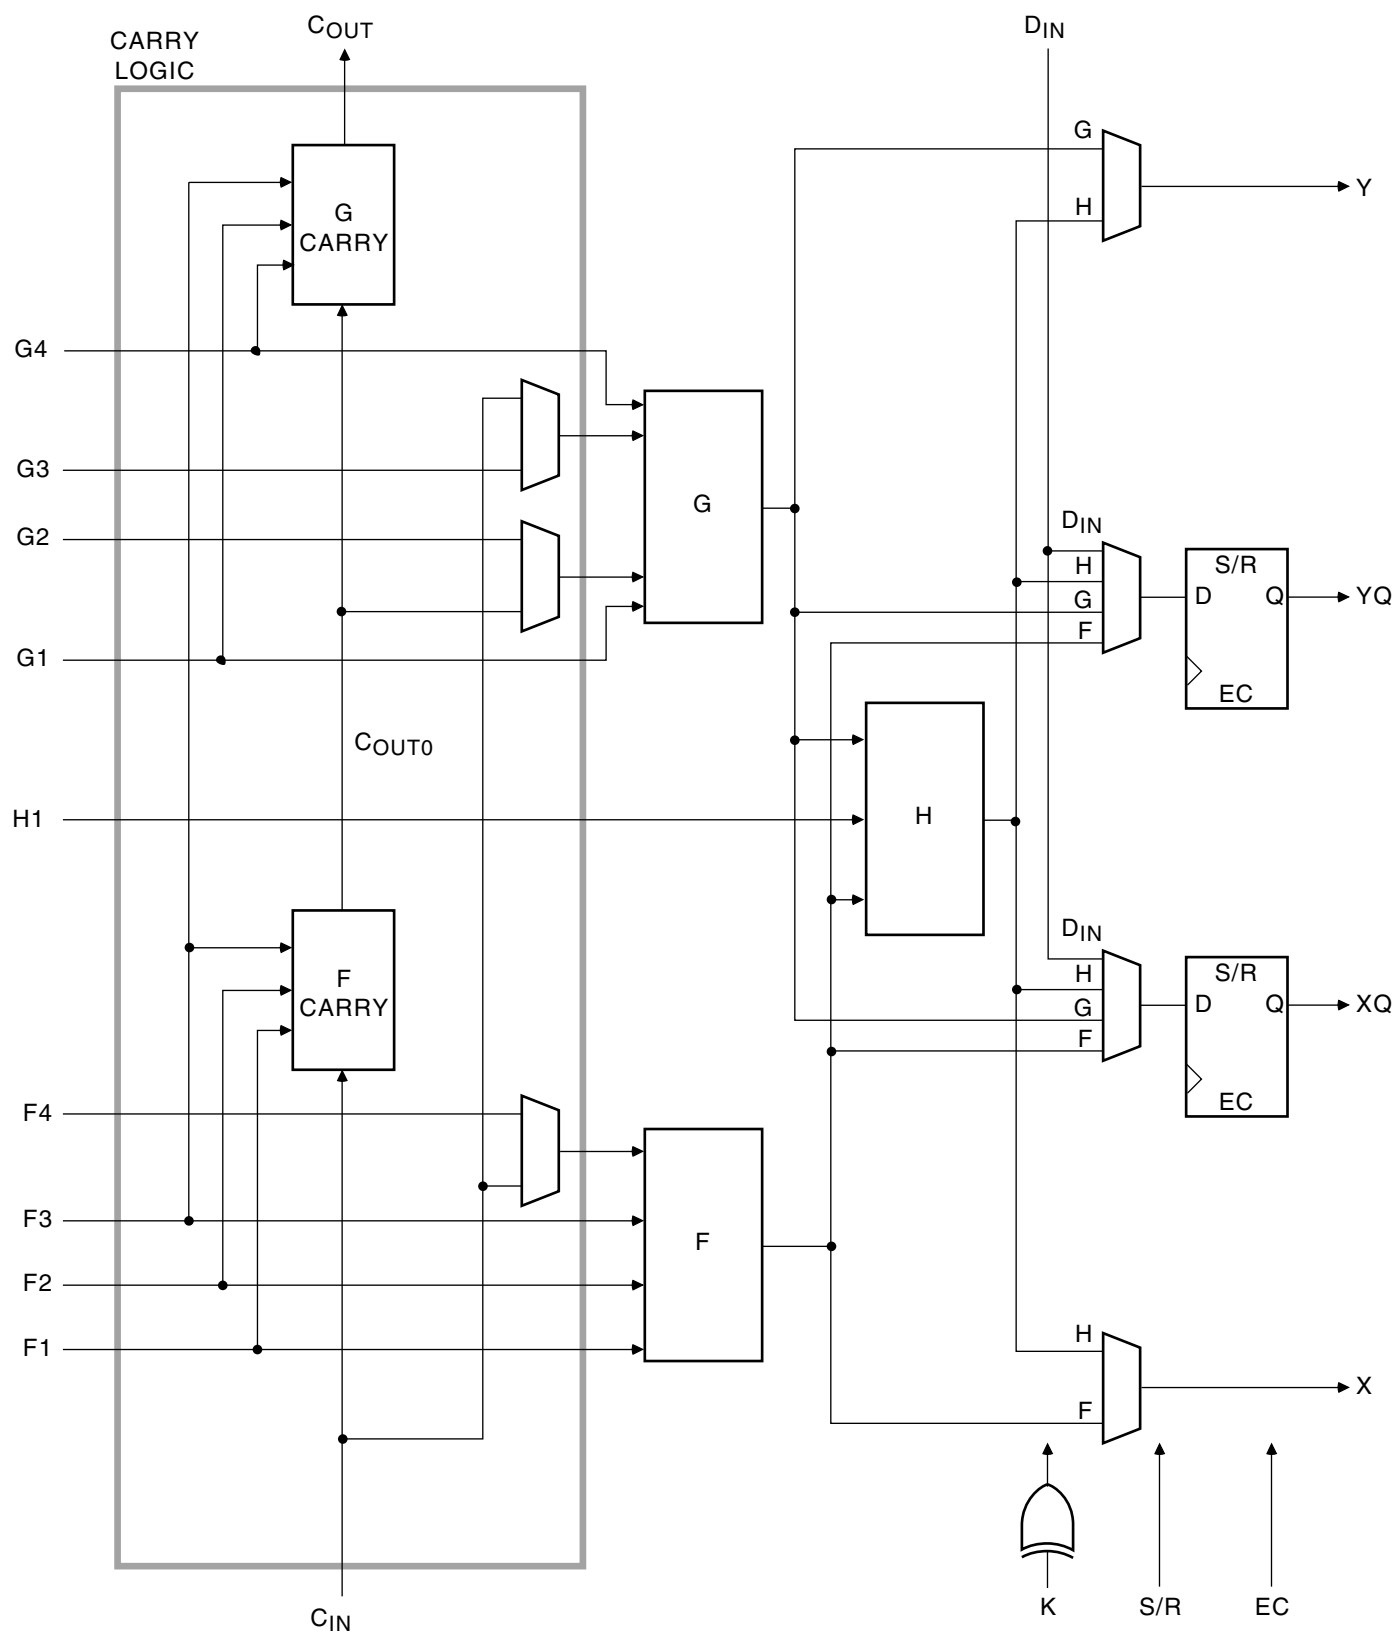 COUT
DIN
CARRY
LOGIC
G
Y
G
CARRY
H
G4
G3
G
DIN
G2
H
S/R
G
D
Q
YQ
F
G1
EC
COUT0
H1
H
DIN
H
S/R
F
CARRY
G
D
Q
XQ
F
EC
F4
F3
F
F2
F1
H
X
F
CIN
K
S/R
EC